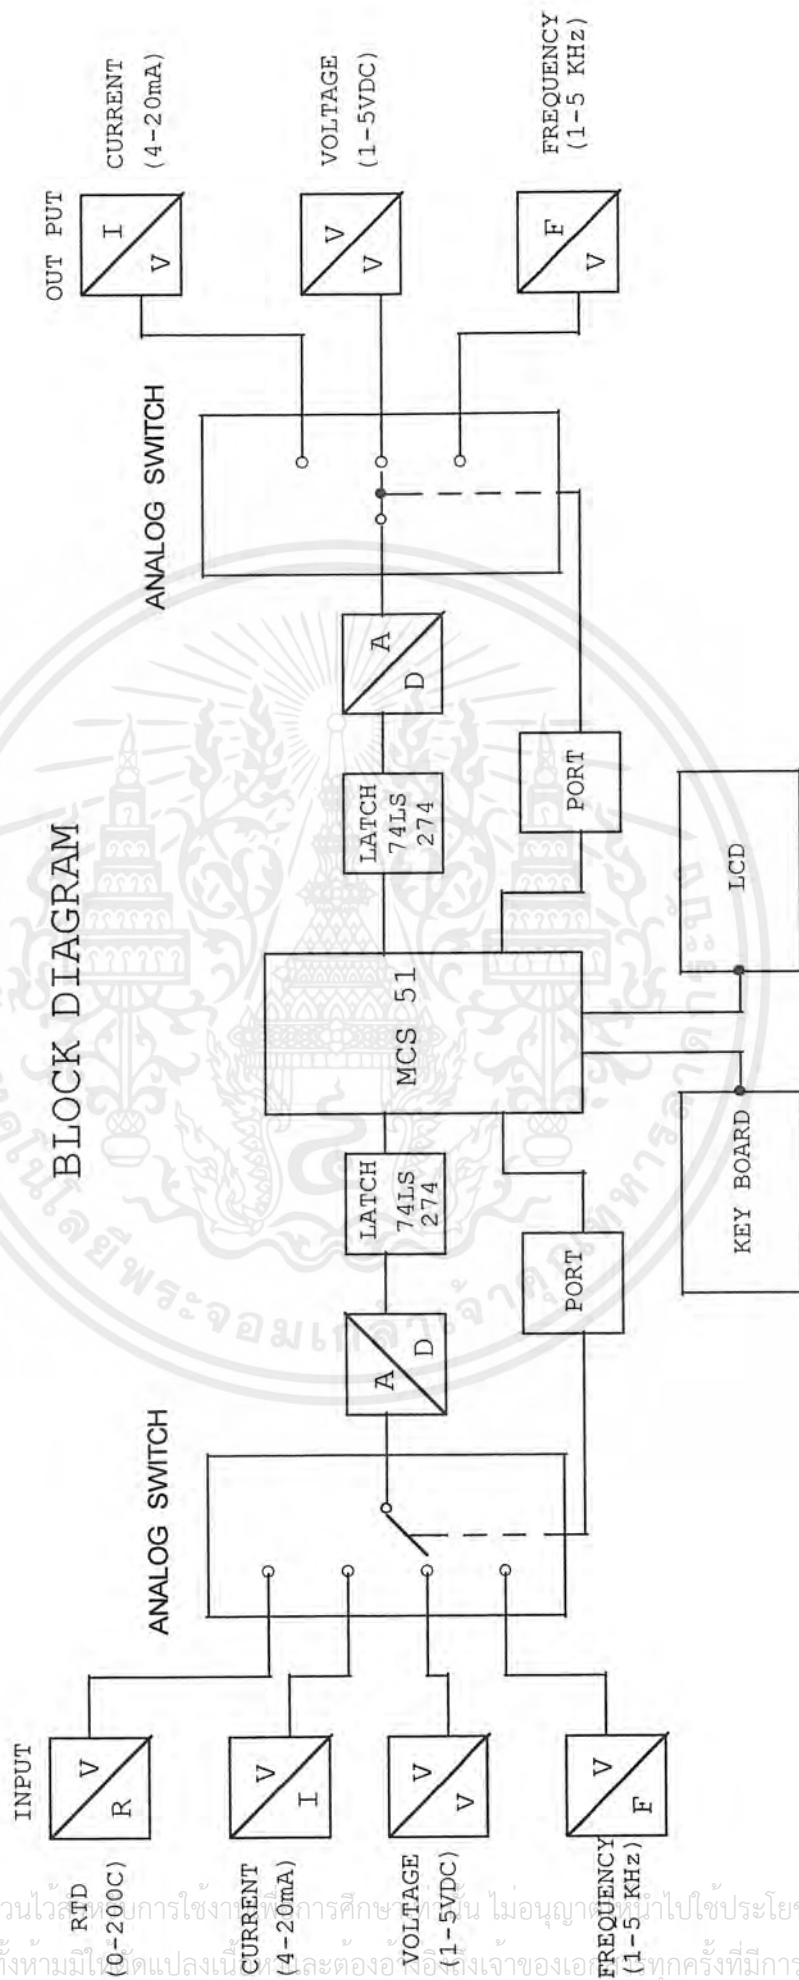 BLOCK DIAGRAM
INPUT
RTD
(0-200C)
V
R
CURRENT
(4-20mA)
V
I
VOLTAGE
(1-5VDC)
V
V
FREQUENCY
(1-5 KHz)
V
F
ANALOG SWITCH
A
D
LATCH
74LS
274
PORT
MCS 51
KEY BOARD
LCD
LATCH
74LS
274
PORT
A
D
ANALOG SWITCH
OUT PUT
I
V
CURRENT
(4-20mA)
V
V
VOLTAGE
(1-5VDC)
F
V
FREQUENCY
(1-5 KHz)